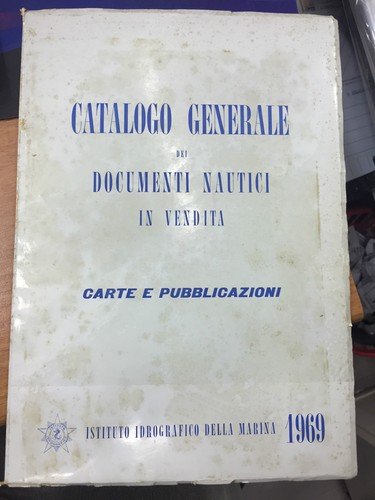 CATALOGO GENERALE
DEI
DOCUMENTI NAUTICI
IN VENDITA
CARTE E PUBBLICAZIONI
ISTITUTO IDROGRAFICO DELLA MARINA 1969